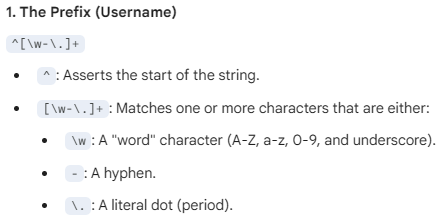 1. The Prefix (Username)
^[\w-\.]+
• ^ : Asserts the start of the string.
• [\w-\.]+ : Matches one or more characters that are either:
• \w : A "word" character (A-Z, a-z, 0-9, and underscore).
• - : A hyphen.
• \. : A literal dot (period).